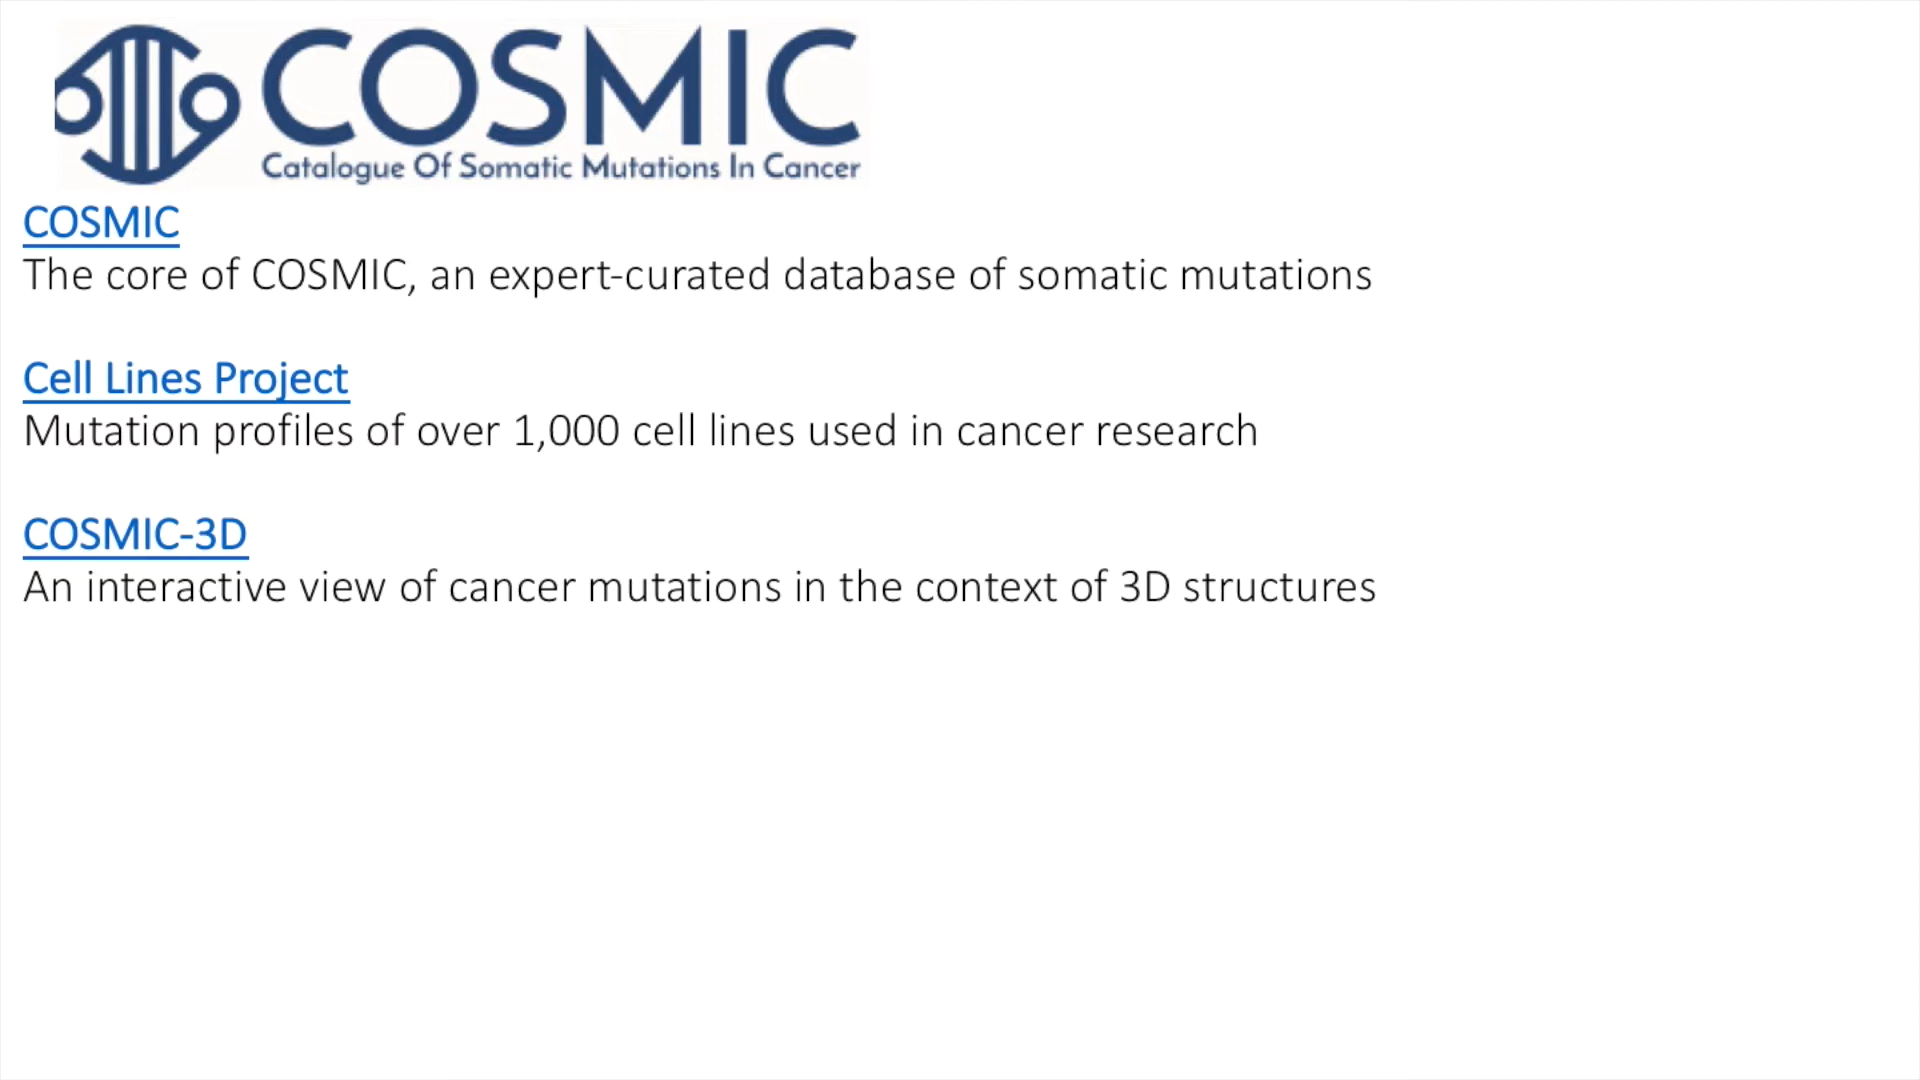 COSMIC
Catalogue Of Somatic Mutations In Cancer
COSMIC
The core of COSMIC, an expert-curated database of somatic mutations
Cell Lines Project
Mutation profiles of over 1,000 cell lines used in cancer research
COSMIC-3D
An interactive view of cancer mutations in the context of 3D structures